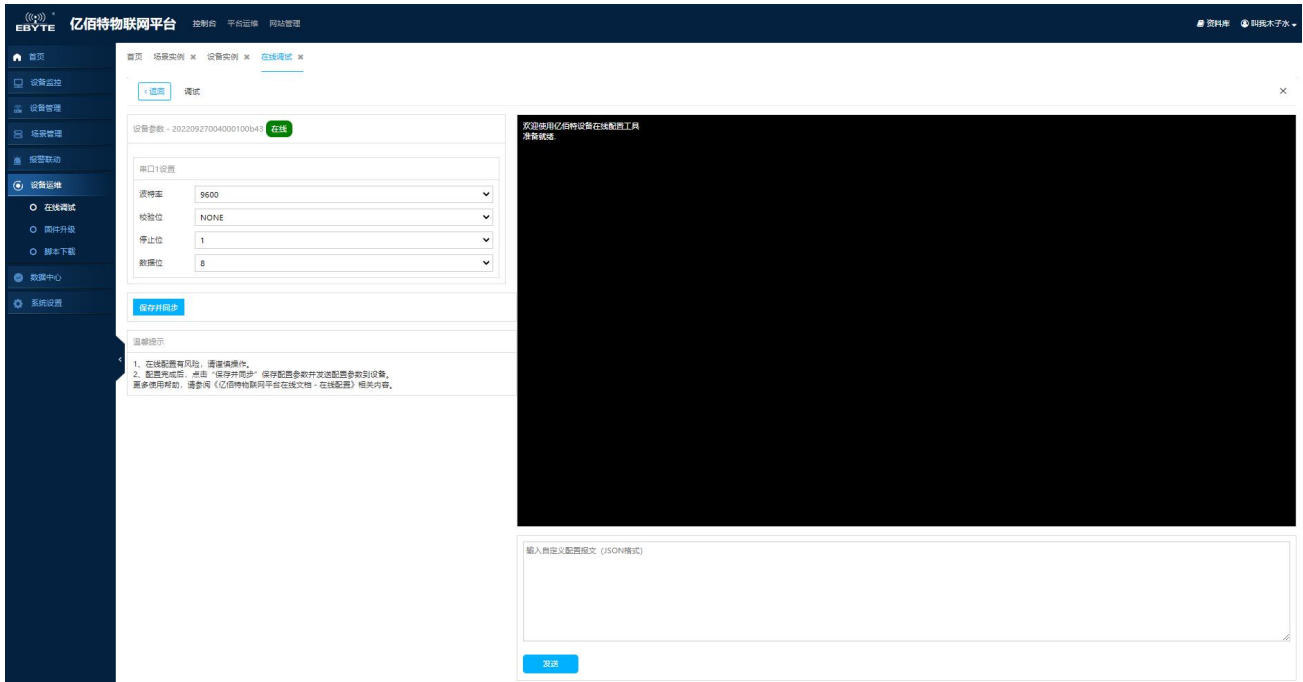 EBYTE 亿佰特物联网平台 控制台 平台运维 网站管理 资料库 叫我木子水
首页
设备监控
设备管理
场景管理
报警联动
设备运维
在线调试
固件升级
脚本下载
数据中心
系统设置
首页 场景实例 × 设备实例 × 在线调试 ×
‹返回 调试 ×
设备参数 - 20220927004000100b43 在线
串口1设置
波特率 9600
校验位 NONE
停止位 1
数据位 8
保存并同步
温馨提示
1、在线配置有风险，请谨慎操作。
2、配置完成后，点击“保存并同步”保存配置参数并发送配置参数到设备。
更多使用帮助，请参阅《亿佰特物联网平台在线文档 - 在线配置》相关内容。
欢迎使用亿佰特设备在线配置工具
准备就绪.
输入自定义配置报文 (JSON格式)
发送